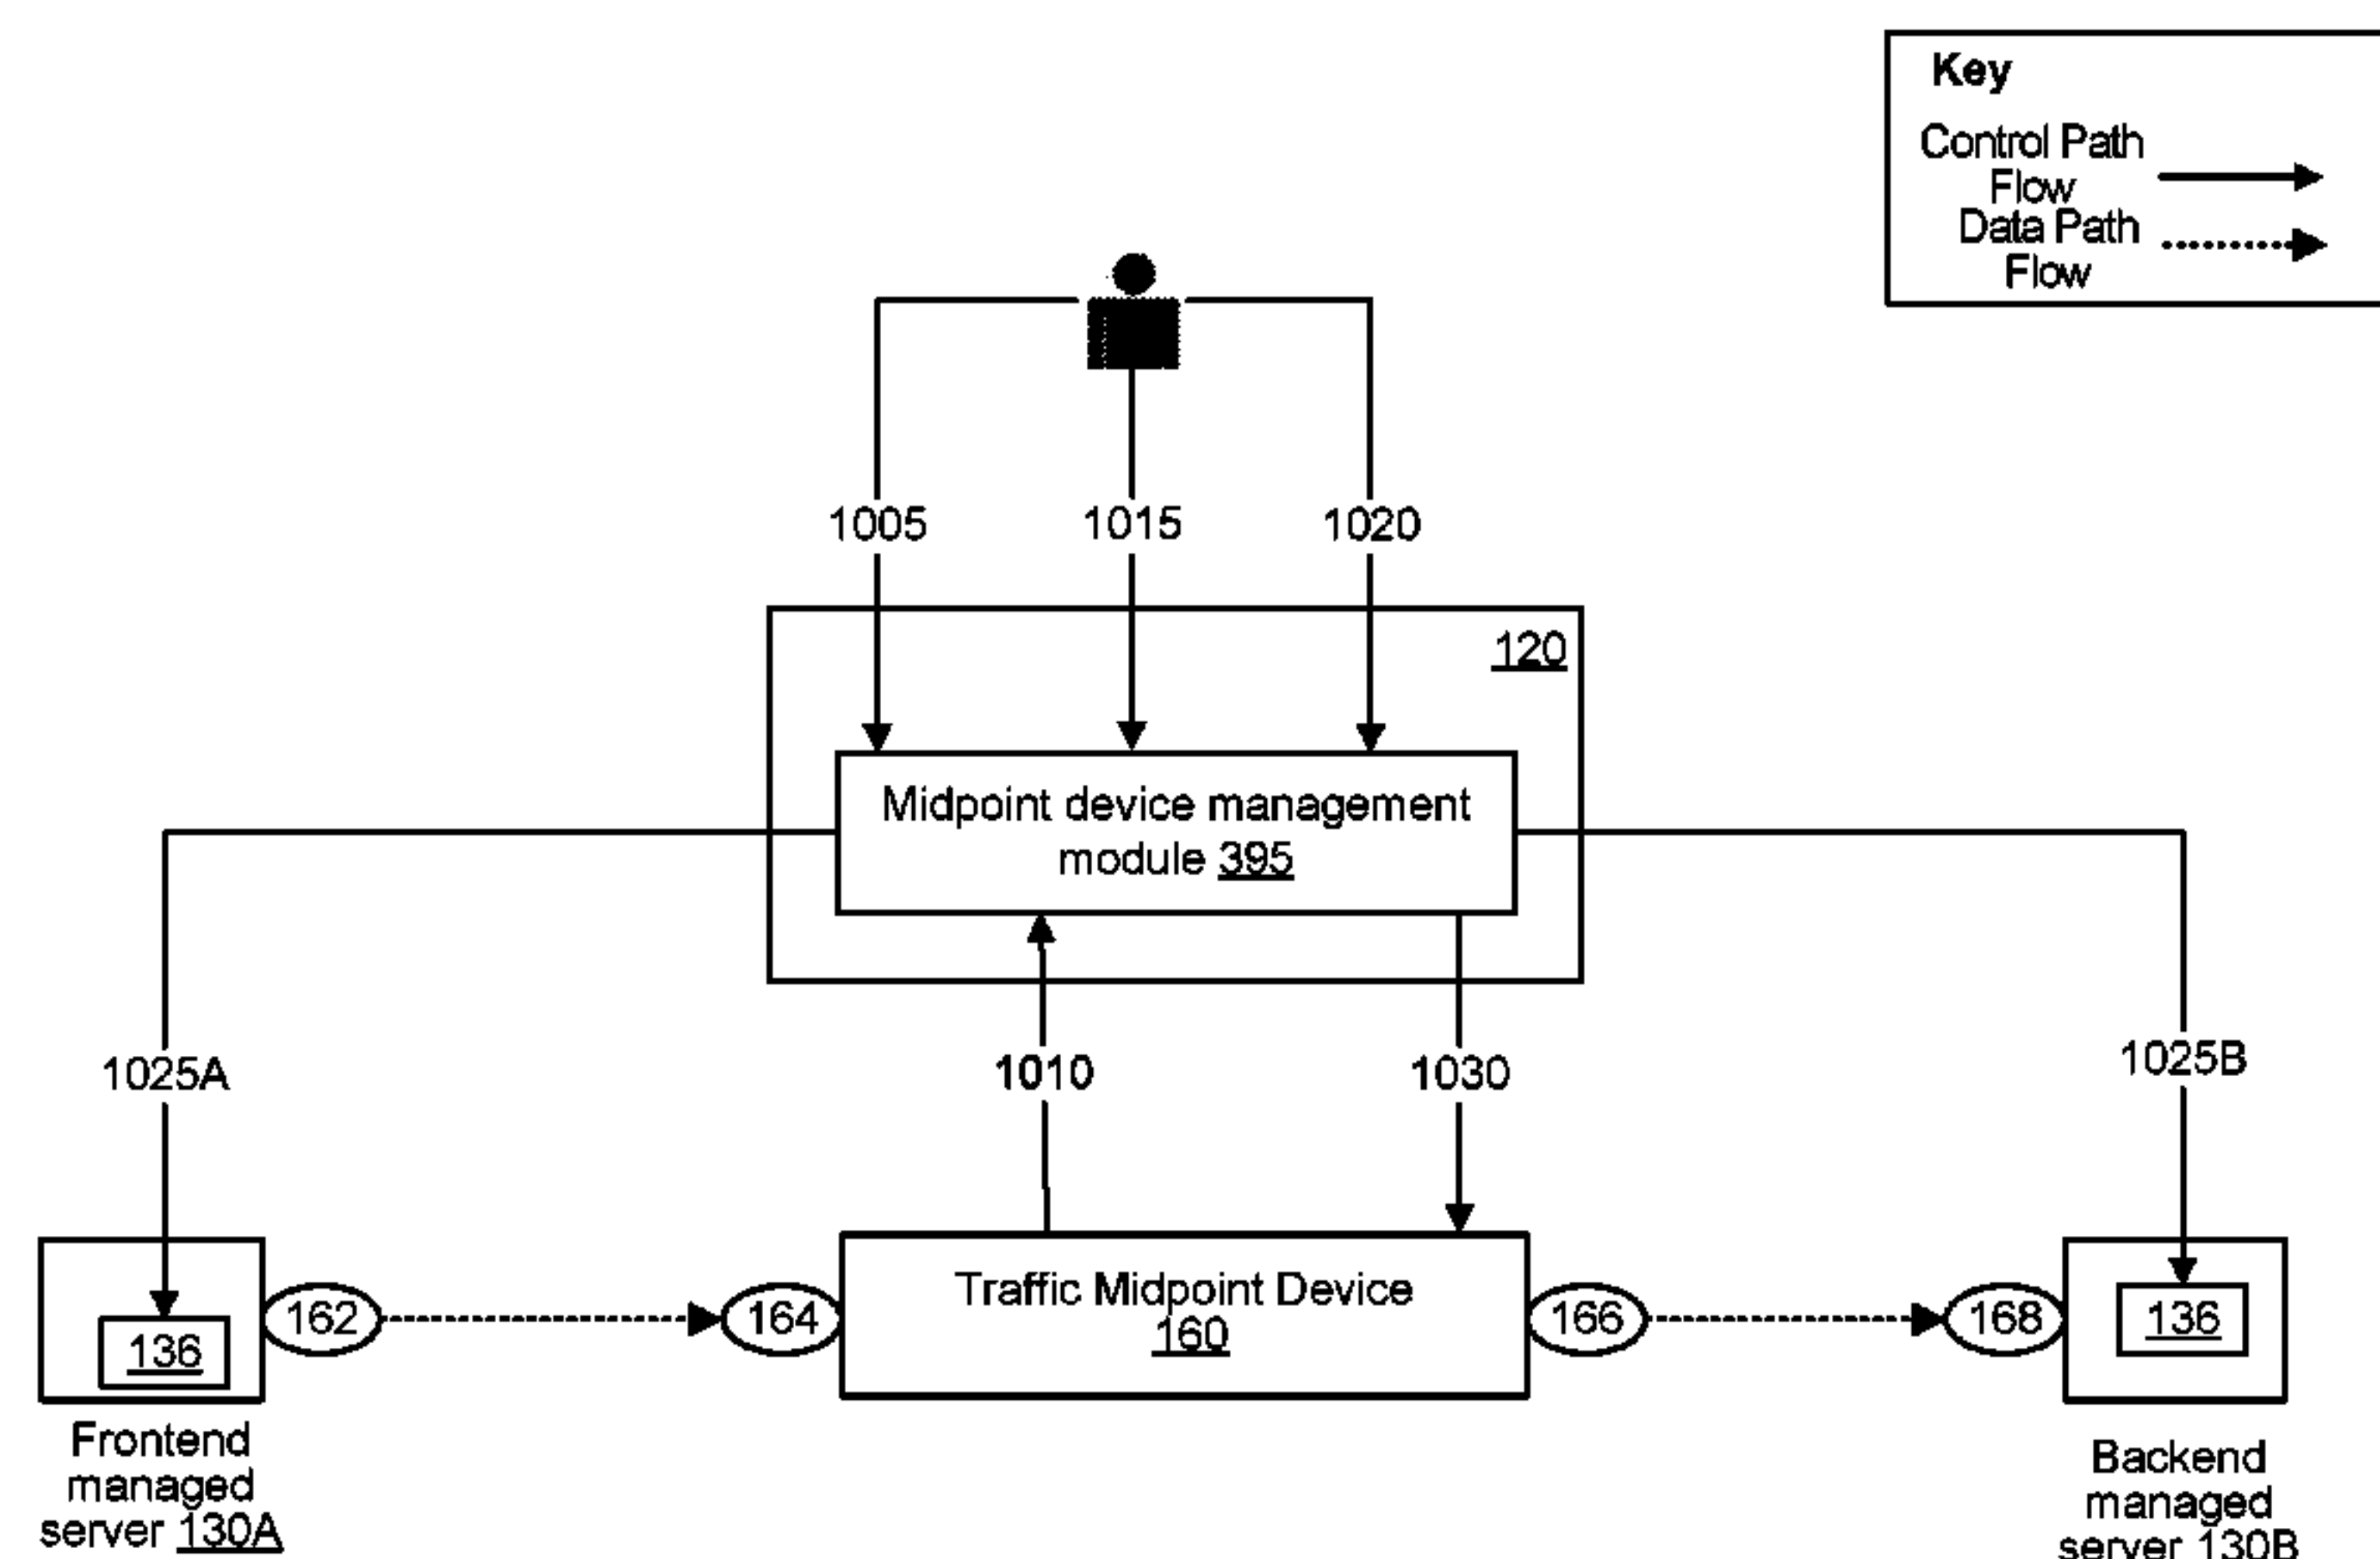 Key
Control Path
Flow
Data Path
Flow
1005
1015
1020
120
Midpoint device management
module 395
1025A
1010
1030
1025B
136
162
164
Traffic Midpoint Device
160
166
168
136
Frontend
managed
server 130A
Backend
managed
server 130B